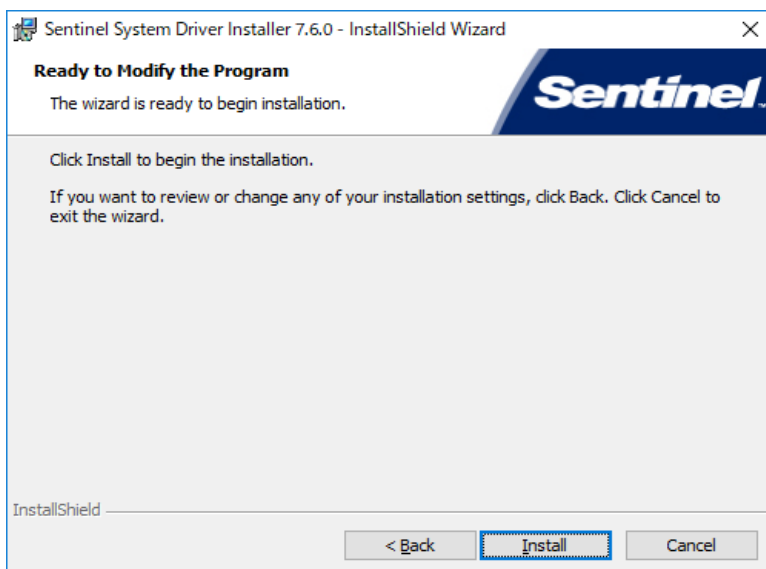 Sentinel System Driver Installer 7.6.0 - InstallShield Wizard
Ready to Modify the Program
The wizard is ready to begin installation.
Sentinel™
Click Install to begin the installation.
If you want to review or change any of your installation settings, click Back. Click Cancel to
exit the wizard.
InstallShield
< Back
Install
Cancel